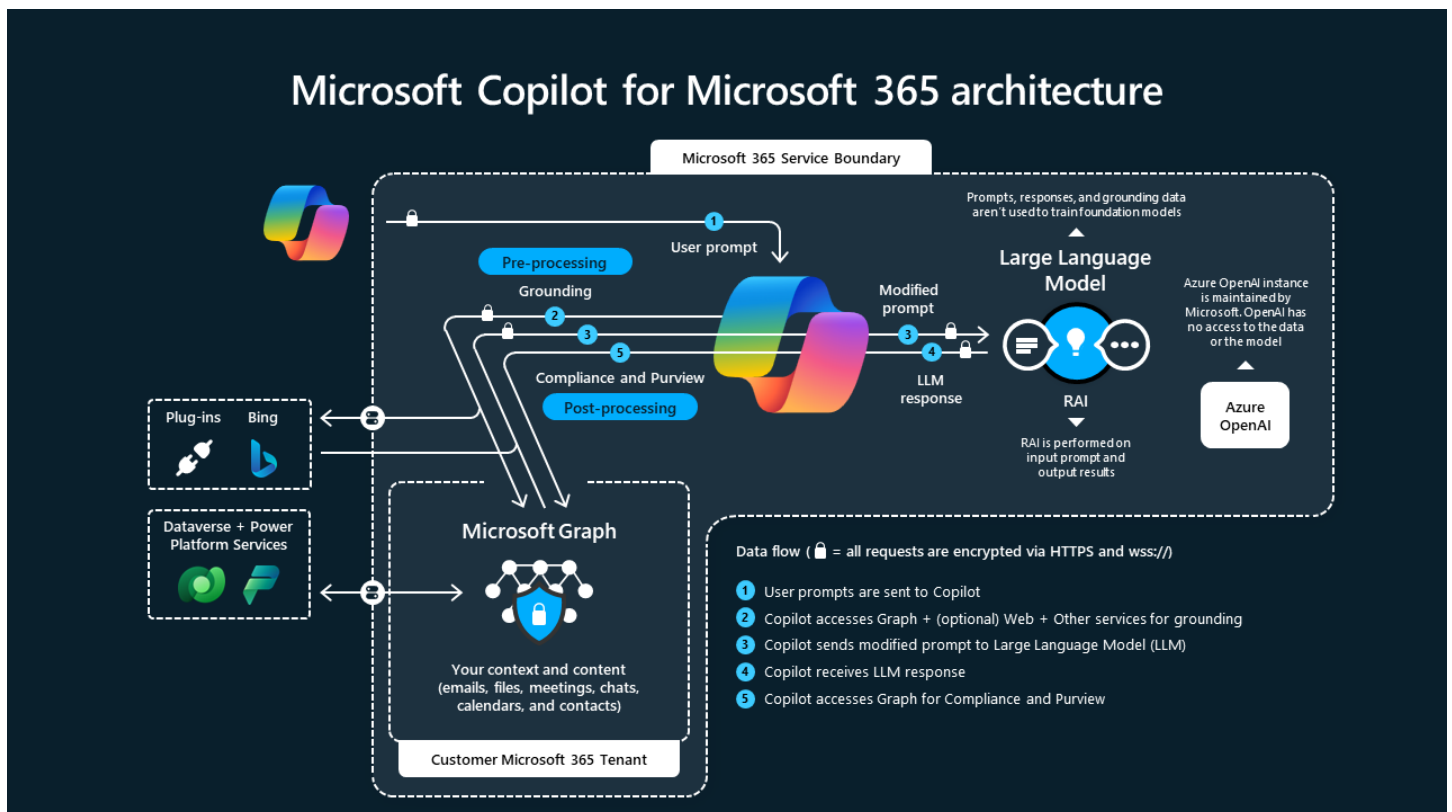 Microsoft Copilot for Microsoft 365 architecture
Microsoft 365 Service Boundary
1
User prompt
Pre-processing
Grounding
2
3
5
Compliance and Purview
Post-processing
Modified
prompt
3
4
LLM
response
Prompts, responses, and grounding data
aren't used to train foundation models
Large Language
Model
RAI
RAI is performed on
input prompt and
output results
Azure OpenAI instance
is maintained by
Microsoft. OpenAI has
no access to the data
or the model
Azure
OpenAI
Plug-ins
Bing
Dataverse + Power
Platform Services
Microsoft Graph
Your context and content
(emails, files, meetings, chats,
calendars, and contacts)
Customer Microsoft 365 Tenant
Data flow ( = all requests are encrypted via HTTPS and wss://)
1 User prompts are sent to Copilot
2 Copilot accesses Graph + (optional) Web + Other services for grounding
3 Copilot sends modified prompt to Large Language Model (LLM)
4 Copilot receives LLM response
5 Copilot accesses Graph for Compliance and Purview